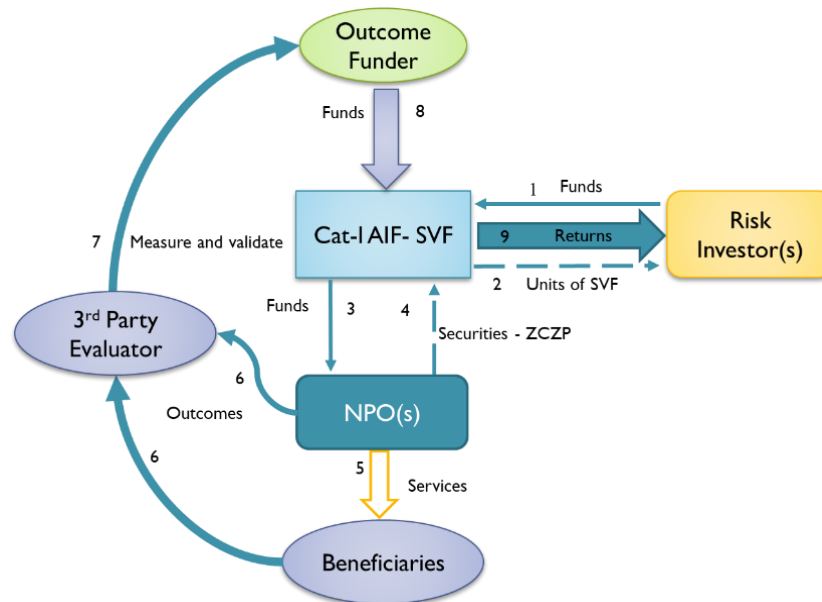 Outcome
Funder
Funds
8
1 Funds
Cat-I AIF- SVF
9 Returns
Risk
Investor(s)
2 Units of SVF
7 Measure and validate
Funds 3
4
Securities - ZCZP
3rd Party
Evaluator
6
Outcomes
NPO(s)
6
5
Services
Beneficiaries